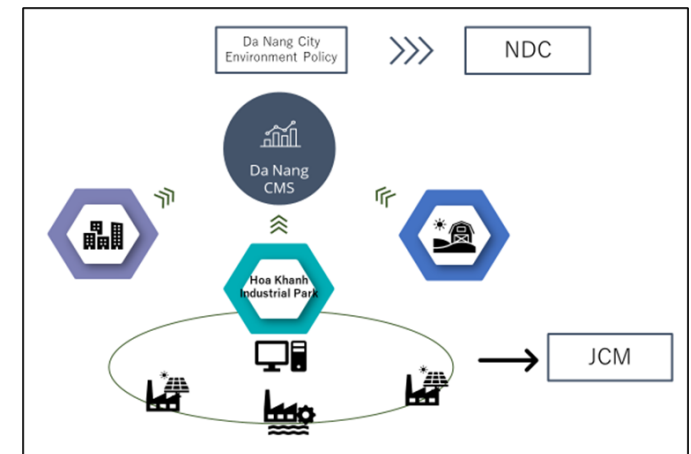 Da Nang City
Environment Policy
NDC
Da Nang
CMS
Hoa Khanh
Industrial Park
JCM